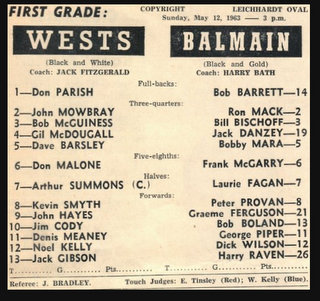 FIRST GRADE: COPYRIGHT LEICHHARDT OVAL
Sunday, May 12, 1963 — 3 p.m.
WESTS BALMAIN
(Black and White) (Black and Gold)
Coach: JACK FITZGERALD Coach: HARRY BATH
Full-backs:
1—Don PARISH Bob BARRETT—14
Three-quarters:
2—John MOWBRAY Ron MACK—2
3—Bob McGUINESS Bill BISCHOFF—3
4—Gil McDOUGALL Jack DANZEY—19
5—Dave BARSLEY Bobby MARA—5
Five-eighths:
6—Don MALONE Frank McGARRY—6
Halves:
7—Arthur SUMMONS (C.) Laurie FAGAN—7
Forwards:
8—Kevin SMYTH Peter PROVAN—8
9—John HAYES Graeme FERGUSON—21
10—Jim CODY Bob BOLAND—13
11—Denis MEANEY George PIPER—11
12—Noel KELLY Dick WILSON—12
13—Jack GIBSON Harry RAVEN—26
T............ G............ Pts............ T............ G............ Pts............
Referee: J. BRADLEY. Touch Judges: E. Tinsley (Red); W. Kelly (Blue).